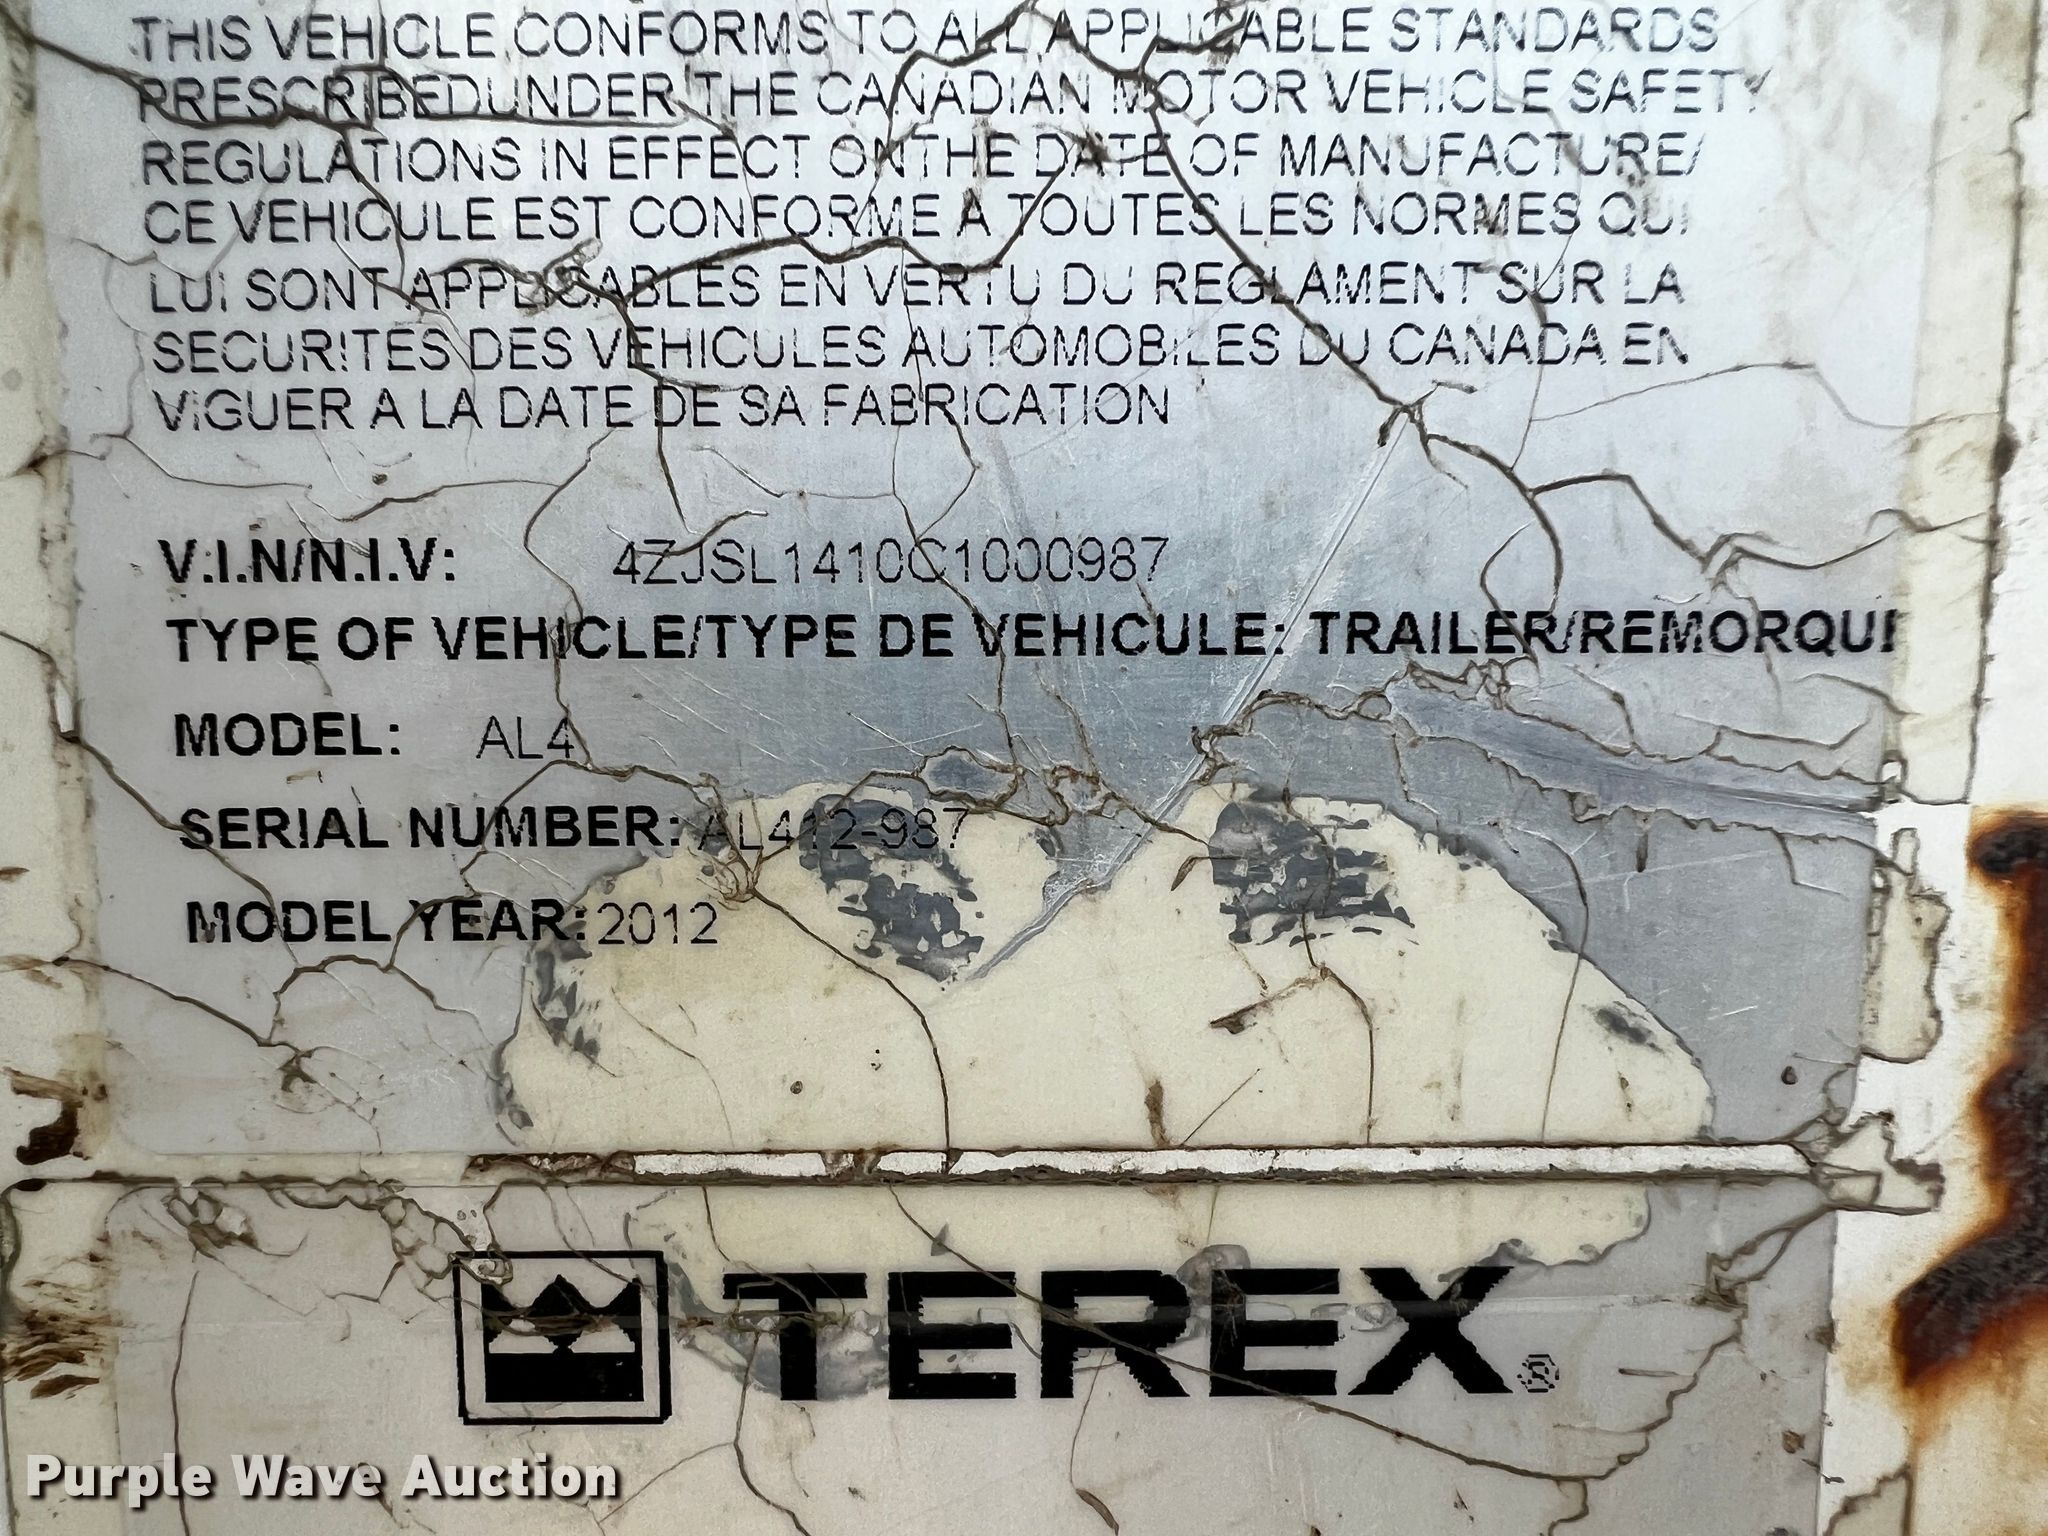 THIS VEHICLE CONFORMS TO ALL APPLICABLE STANDARDS
PRESCRIBEDUNDER THE CANADIAN MOTOR VEHICLE SAFETY
REGULATIONS IN EFFECT ONTHE DATE OF MANUFACTURE/
CE VEHICULE EST CONFORME A TOUTES LES NORMES QUI
LUI SONT APPLICABLES EN VERTU DU REGLAMENT SUR LA
SECURITES DES VEHICULES AUTOMOBILES DU CANADA EN
VIGUER A LA DATE DE SA FABRICATION
V.I.N/N.I.V: 4ZJSL1410C1000987
TYPE OF VEHICLE/TYPE DE VEHICULE: TRAILER/REMORQUI
MODEL: AL4
SERIAL NUMBER: AL412-987
MODEL YEAR: 2012
TEREX®
Purple Wave Auction